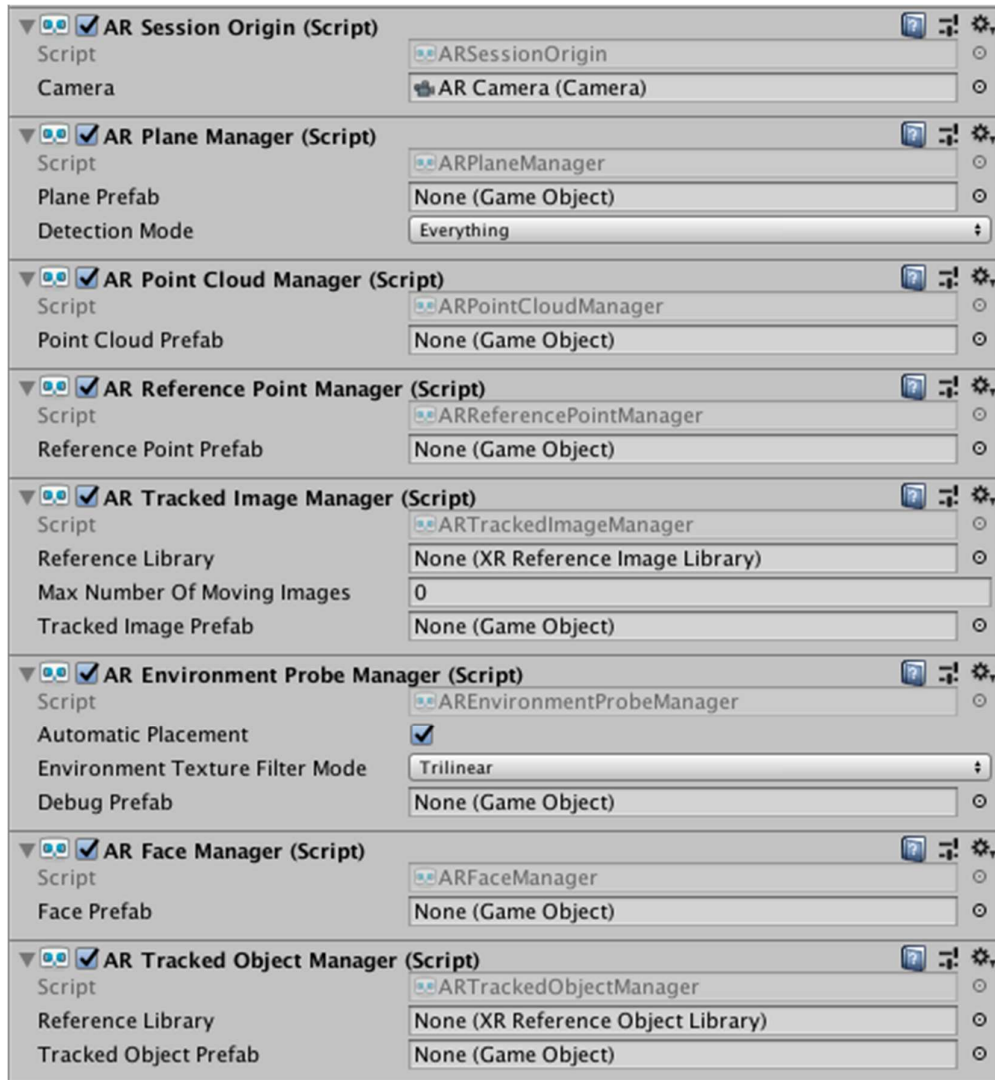 AR Session Origin (Script)
Script ARSessionOrigin
Camera AR Camera (Camera)
AR Plane Manager (Script)
Script ARPlaneManager
Plane Prefab None (Game Object)
Detection Mode Everything
AR Point Cloud Manager (Script)
Script ARPointCloudManager
Point Cloud Prefab None (Game Object)
AR Reference Point Manager (Script)
Script ARReferencePointManager
Reference Point Prefab None (Game Object)
AR Tracked Image Manager (Script)
Script ARTrackedImageManager
Reference Library None (XR Reference Image Library)
Max Number Of Moving Images 0
Tracked Image Prefab None (Game Object)
AR Environment Probe Manager (Script)
Script AREnvironmentProbeManager
Automatic Placement
Environment Texture Filter Mode Trilinear
Debug Prefab None (Game Object)
AR Face Manager (Script)
Script ARFaceManager
Face Prefab None (Game Object)
AR Tracked Object Manager (Script)
Script ARTrackedObjectManager
Reference Library None (XR Reference Object Library)
Tracked Object Prefab None (Game Object)